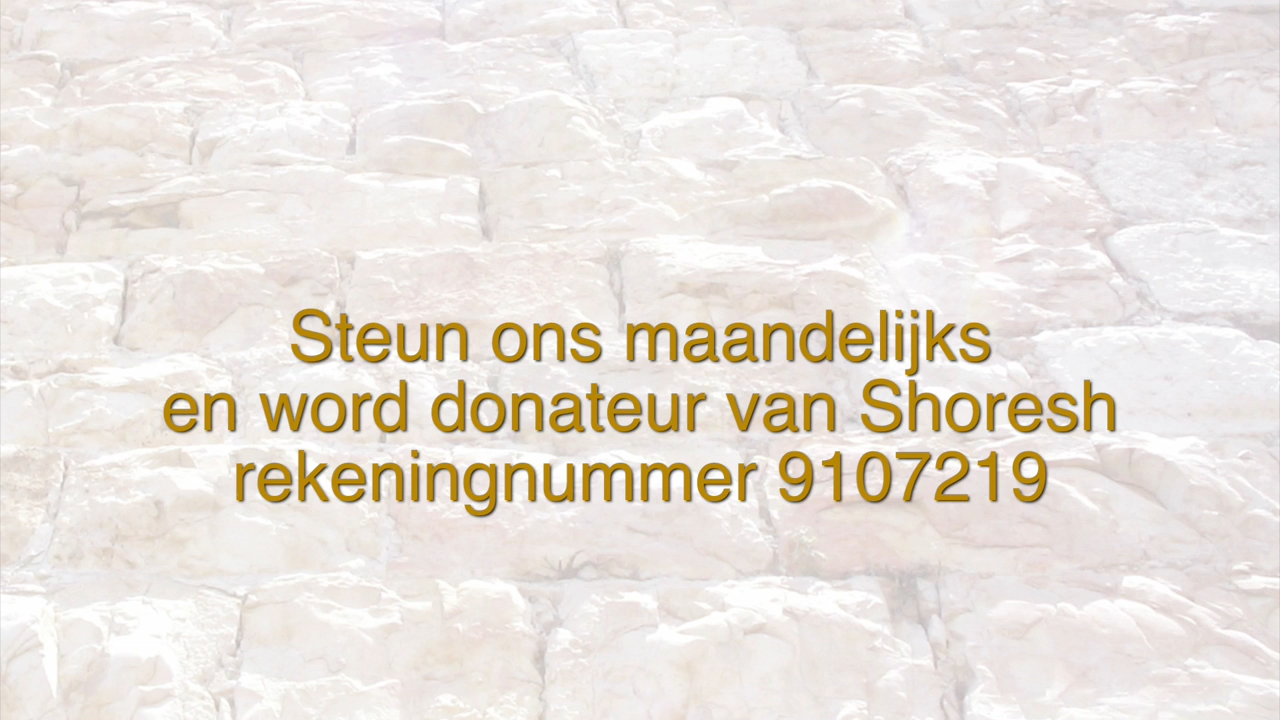 Steun ons maandelijks
en word donateur van Shoresh
rekeningnummer 9107219